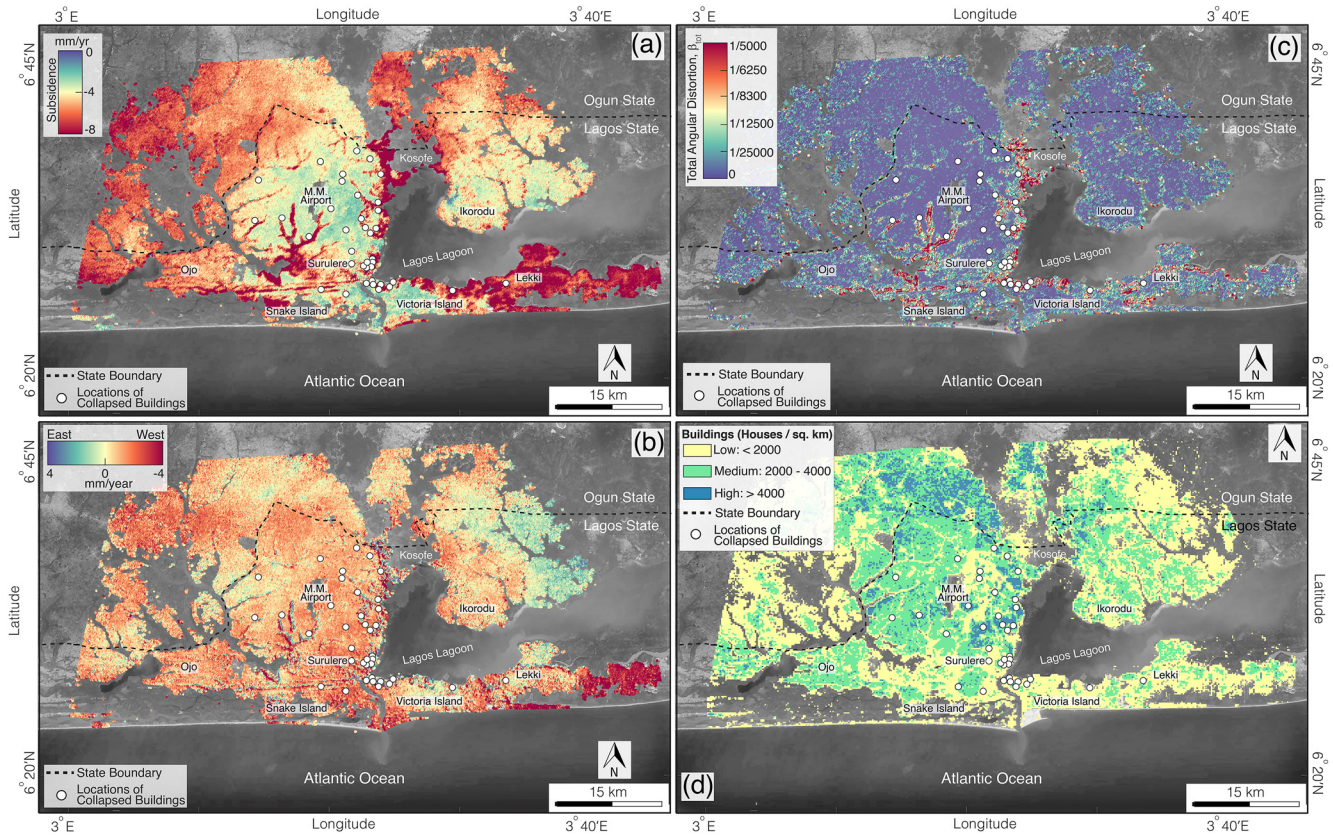 3° E
Longitude
3° 40'E
3° E
Longitude
3° 40'E
6° 45'N
Latitude
6° 20'N
mm/yr
Subsidence
0
-4
-8
(a)
Ogun State
Lagos State
Kosofe
M.M.
Airport
Ikorodu
Ojo
Surulere
Lagos Lagoon
Lekki
Victoria Island
Snake Island
Atlantic Ocean
State Boundary
Locations of
Collapsed Buildings
N
15 km
Total Angular Distortion, βtot
1/5000
1/6250
1/8300
1/12500
1/25000
0
(c)
Ogun State
Lagos State
Kosofe
M.M.
Airport
Ikorodu
Ojo
Surulere
Lagos Lagoon
Lekki
Victoria Island
Snake Island
Atlantic Ocean
State Boundary
Locations of
Collapsed Buildings
N
15 km
6° 45'N
Latitude
6° 20'N
6° 45'N
Latitude
6° 20'N
East West
4 0 -4
mm/year
(b)
Ogun State
Lagos State
Kosofe
M.M.
Airport
Ikorodu
Ojo
Surulere
Lagos Lagoon
Lekki
Victoria Island
Snake Island
Atlantic Ocean
State Boundary
Locations of
Collapsed Buildings
N
15 km
Buildings (Houses / sq. km)
Low: < 2000
Medium: 2000 - 4000
High: > 4000
State Boundary
Locations of
Collapsed Buildings
N
Ogun State
Lagos State
Kosofe
M.M.
Airport
Ikorodu
Ojo
Surulere
Lagos Lagoon
Lekki
Victoria Island
Snake Island
Atlantic Ocean
(d)
15 km
6° 45'N
Latitude
6° 20'N
3° E
Longitude
3° 40'E
3° E
Longitude
3° 40'E